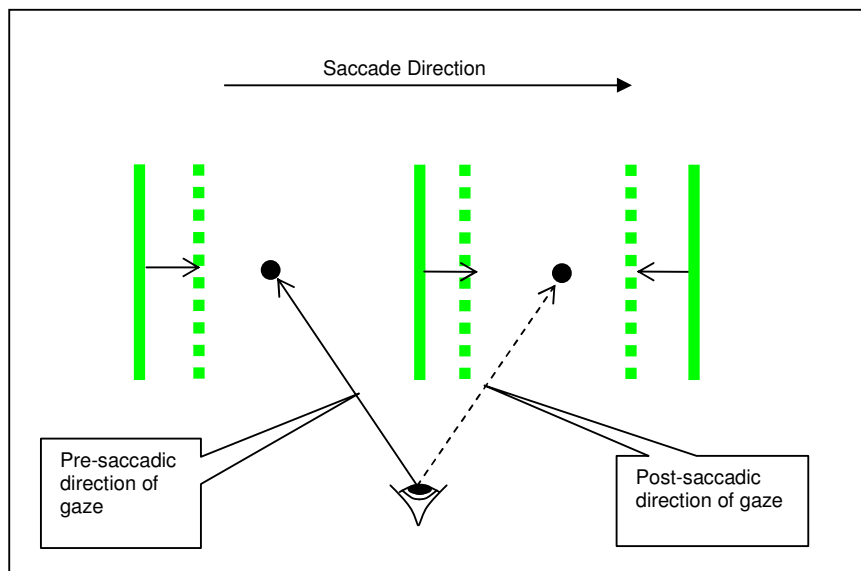 Saccade Direction
Pre-saccadic
direction of
gaze
Post-saccadic
direction of gaze